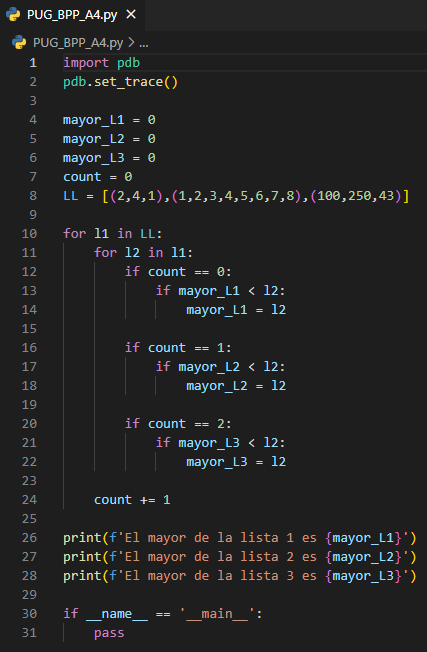 PUG_BPP_A4.py ×
PUG_BPP_A4.py > ...
1 import pdb
2 pdb.set_trace()
3
4 mayor_L1 = 0
5 mayor_L2 = 0
6 mayor_L3 = 0
7 count = 0
8 LL = [(2,4,1),(1,2,3,4,5,6,7,8),(100,250,43)]
9
10 for l1 in LL:
11     for l2 in l1:
12         if count == 0:
13             if mayor_L1 < l2:
14                 mayor_L1 = l2
15
16         if count == 1:
17             if mayor_L2 < l2:
18                 mayor_L2 = l2
19
20         if count == 2:
21             if mayor_L3 < l2:
22                 mayor_L3 = l2
23
24     count += 1
25
26 print(f'El mayor de la lista 1 es {mayor_L1}')
27 print(f'El mayor de la lista 2 es {mayor_L2}')
28 print(f'El mayor de la lista 3 es {mayor_L3}')
29
30 if __name__ == '__main__':
31     pass